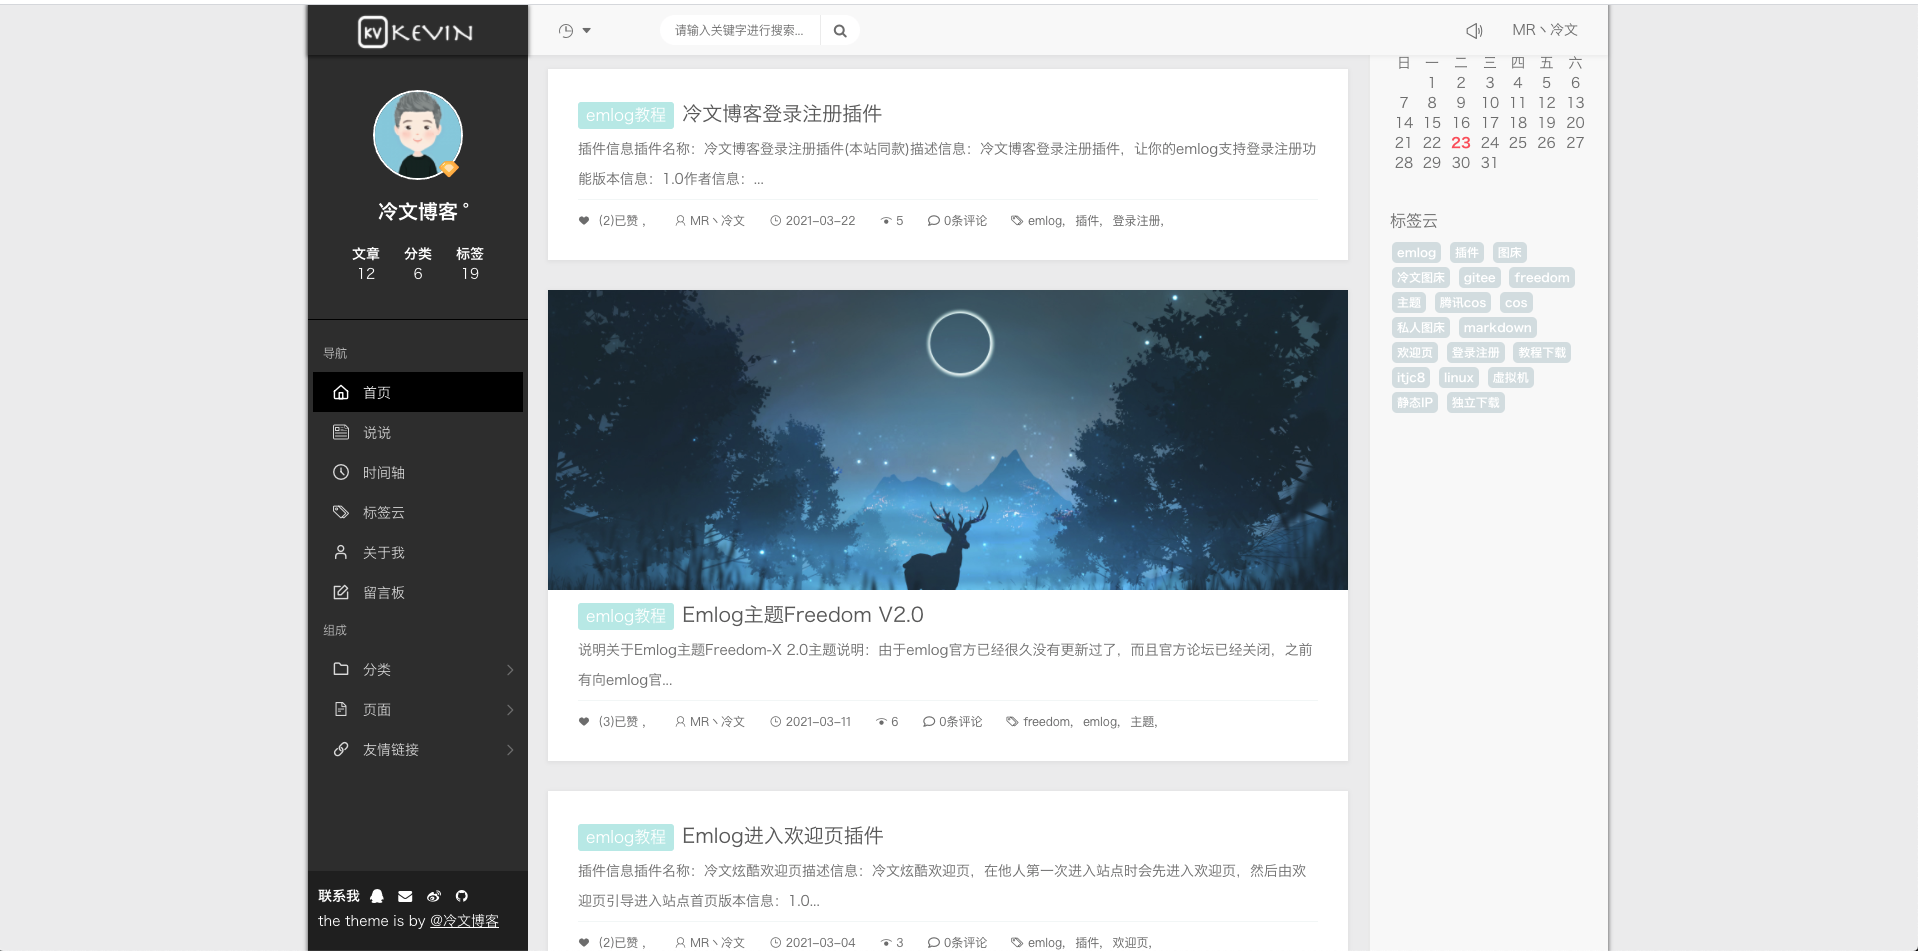 KV KEVIN
请输入关键字进行搜索...
MR丶冷文
冷文博客°
文章 分类 标签
12 6 19
导航
首页
说说
时间轴
标签云
关于我
留言板
组成
分类
页面
友情链接
联系我
the theme is by @冷文博客
emlog教程 冷文博客登录注册插件
插件信息插件名称：冷文博客登录注册插件(本站同款)描述信息：冷文博客登录注册插件，让你的emlog支持登录注册功
能版本信息：1.0作者信息：...
(2)已赞 , MR丶冷文 2021-03-22 5 0条评论 emlog, 插件, 登录注册,
emlog教程 Emlog主题Freedom V2.0
说明关于Emlog主题Freedom-X 2.0主题说明：由于emlog官方已经很久没有更新过了，而且官方论坛已经关闭，之前
有向emlog官...
(3)已赞 , MR丶冷文 2021-03-11 6 0条评论 freedom, emlog, 主题,
emlog教程 Emlog进入欢迎页插件
插件信息插件名称：冷文炫酷欢迎页描述信息：冷文炫酷欢迎页，在他人第一次进入站点时会先进入欢迎页，然后由欢
迎页引导进入站点首页版本信息：1.0...
(2)已赞 , MR丶冷文 2021-03-04 3 0条评论 emlog, 插件, 欢迎页,
日 一 二 三 四 五 六
1 2 3 4 5 6
7 8 9 10 11 12 13
14 15 16 17 18 19 20
21 22 23 24 25 26 27
28 29 30 31
标签云
emlog 插件 图床
冷文图床 gitee freedom
主题 腾讯cos cos
私人图床 markdown
欢迎页 登录注册 教程下载
itjc8 linux 虚拟机
静态IP 独立下载